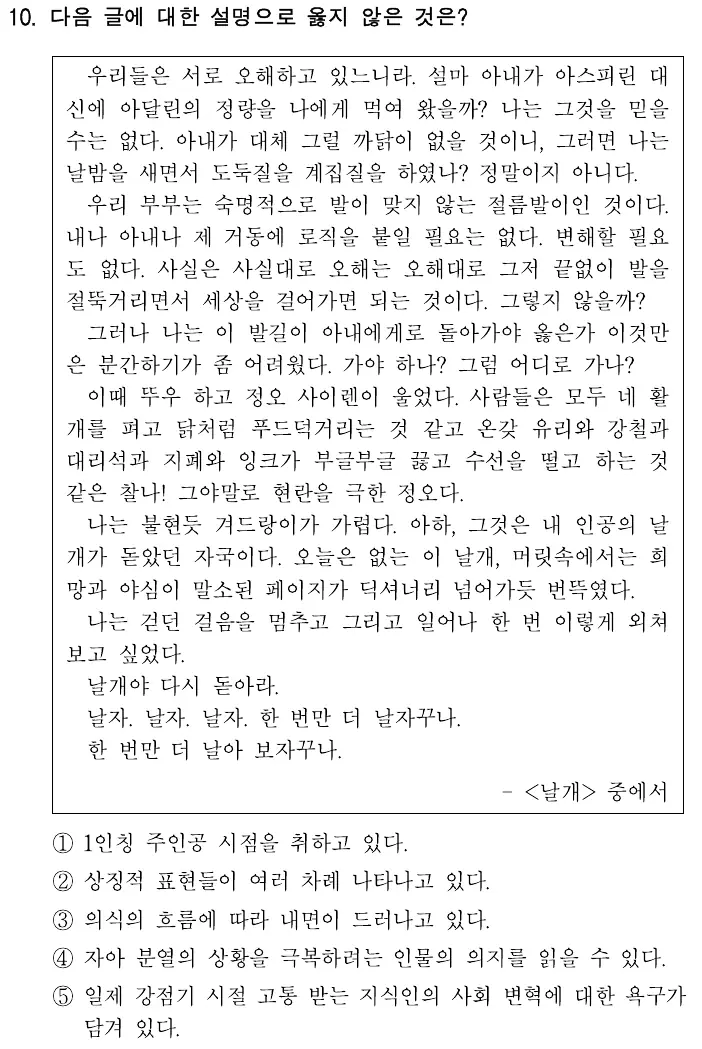 10. 다음 글에 대한 설명으로 옳지 않은 것은?
우리들은 서로 오해하고 있느니라. 설마 아내가 아스피린 대
신에 아달린의 정량을 나에게 먹여 왔을까? 나는 그것을 믿을
수는 없다. 아내가 대체 그럴 까닭이 없을 것이니, 그러면 나는
날밤을 새면서 도둑질을 계집질을 하였나? 정말이지 아니다.
우리 부부는 숙명적으로 발이 맞지 않는 절름발이인 것이다.
내나 아내나 제 거동에 로직을 붙일 필요는 없다. 변해할 필요
도 없다. 사실은 사실대로 오해는 오해대로 그저 끝없이 발을
절뚝거리면서 세상을 걸어가면 되는 것이다. 그렇지 않을까?
그러나 나는 이 발길이 아내에게로 돌아가야 옳은가 이것만
은 분간하기가 좀 어려웠다. 가야 하나? 그럼 어디로 가나?
이때 뚜우 하고 정오 사이렌이 울었다. 사람들은 모두 네 활
개를 펴고 닭처럼 푸드덕거리는 것 같고 온갖 유리와 강철과
대리석과 지폐와 잉크가 부글부글 끓고 수선을 떨고 하는 것
같은 찰나! 그야말로 현란을 극한 정오다.
나는 불현듯 겨드랑이가 가렵다. 아하, 그것은 내 인공의 날
개가 돋았던 자국이다. 오늘은 없는 이 날개, 머릿속에서는 희
망과 야심이 말소된 페이지가 딕셔너리 넘어가듯 번뜩였다.
나는 걷던 걸음을 멈추고 그리고 일어나 한 번 이렇게 외쳐
보고 싶었다.
날개야 다시 돋아라.
날자. 날자. 날자. 한 번만 더 날자꾸나.
한 번만 더 날아 보자꾸나.
- <날개> 중에서
① 1인칭 주인공 시점을 취하고 있다.
② 상징적 표현들이 여러 차례 나타나고 있다.
③ 의식의 흐름에 따라 내면이 드러나고 있다.
④ 자아 분열의 상황을 극복하려는 인물의 의지를 읽을 수 있다.
⑤ 일제 강점기 시절 고통 받는 지식인의 사회 변혁에 대한 욕구가
담겨 있다.